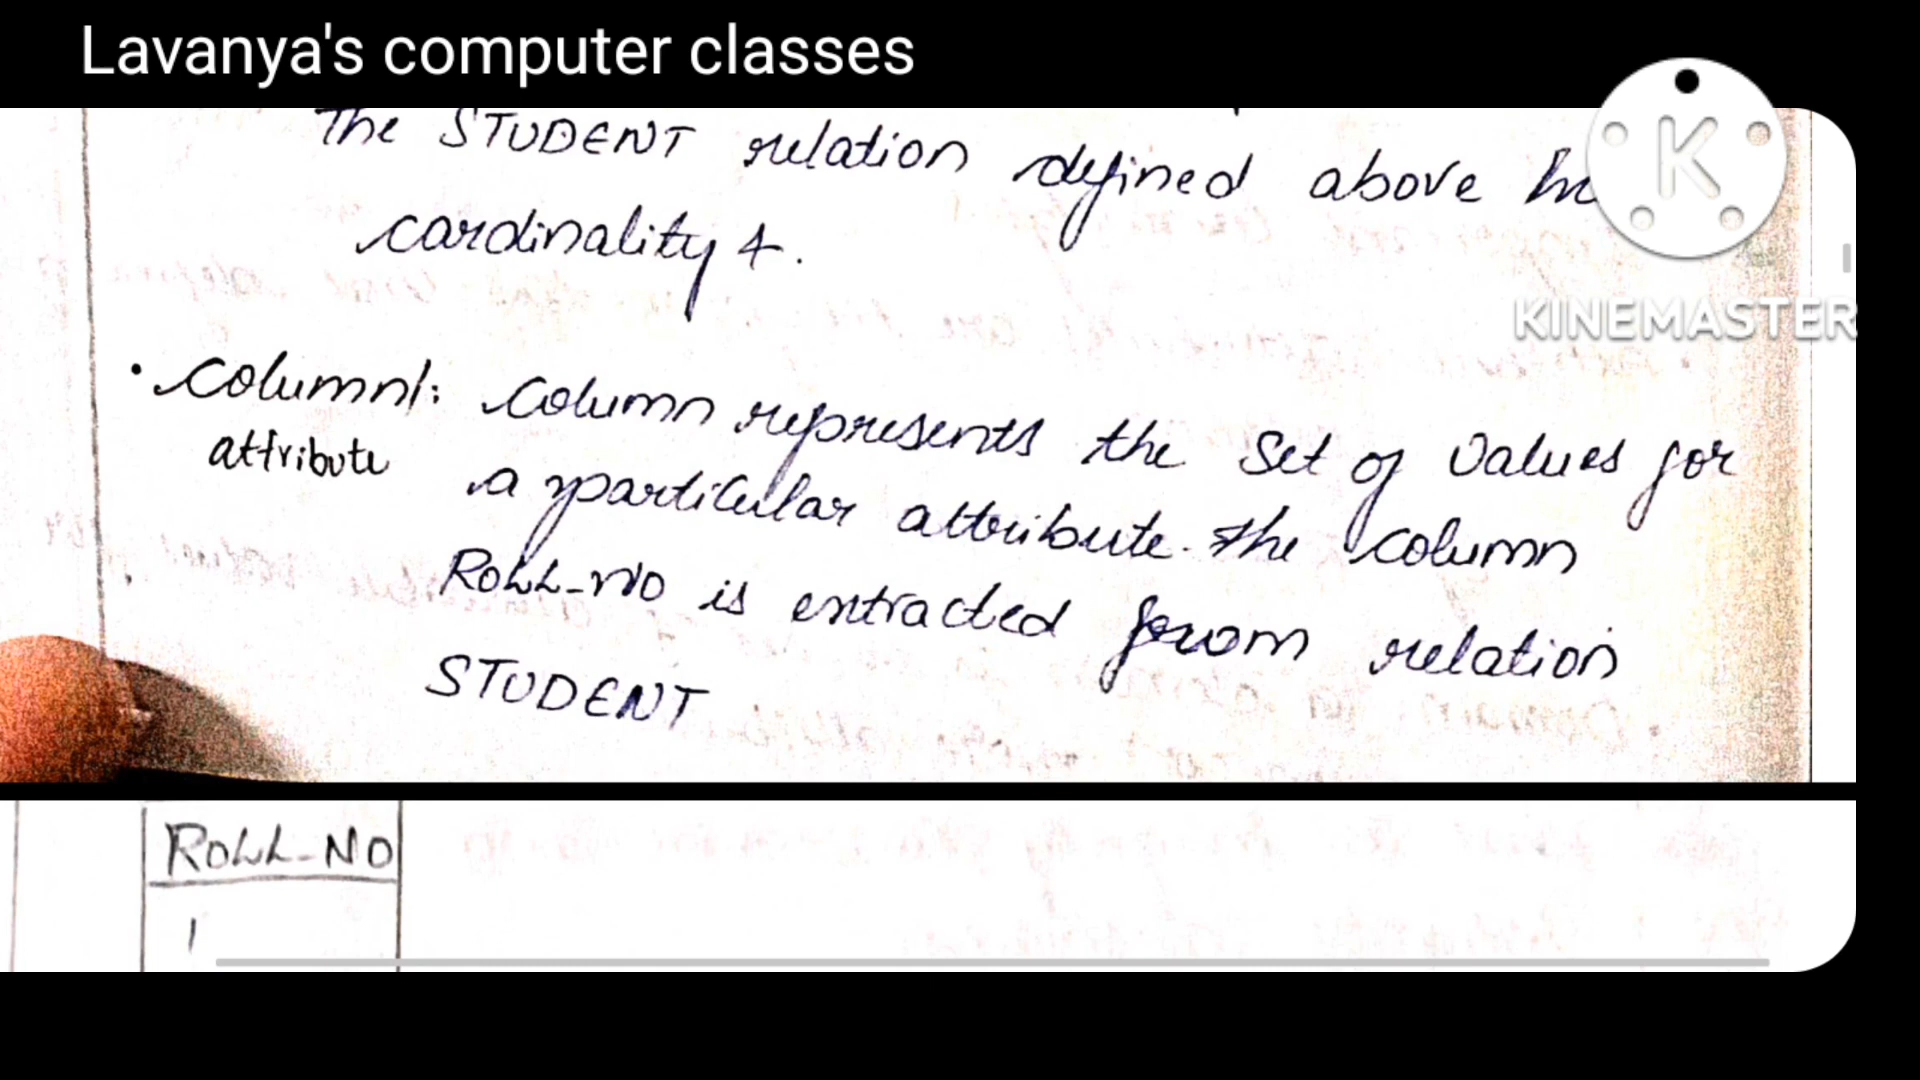 Lavanya's computer classes
The STUDENT relation defined above
cardinality 4.
• column/: Column represents the Set of Values for
attribute a particular attribute. The column
ROLL-NO is extracted from relation
STUDENT
ROLL-NO
1
K
KINEMASTER